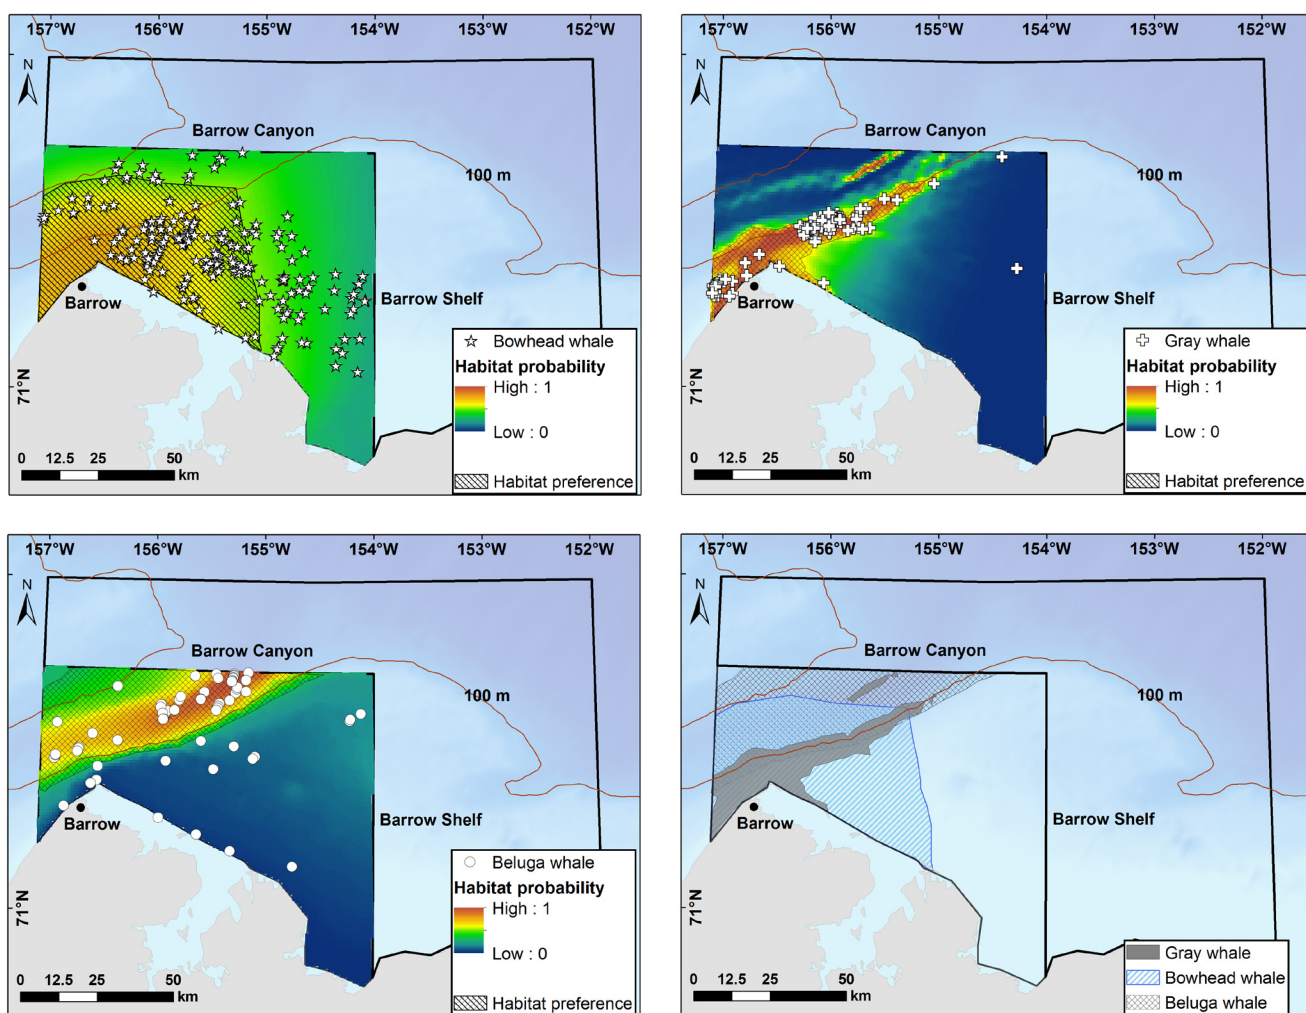 157°W 156°W 155°W 154°W 153°W 152°W
N
Barrow Canyon
100 m
Barrow
Barrow Shelf
71°N
Bowhead whale
Habitat probability
High : 1
Low : 0
Habitat preference
0 12.5 25 50
km
157°W 156°W 155°W 154°W 153°W 152°W
N
Barrow Canyon
100 m
Barrow
Barrow Shelf
71°N
Gray whale
Habitat probability
High : 1
Low : 0
Habitat preference
0 12.5 25 50
km
157°W 156°W 155°W 154°W 153°W 152°W
N
Barrow Canyon
100 m
Barrow
Barrow Shelf
71°N
Beluga whale
Habitat probability
High : 1
Low : 0
Habitat preference
0 12.5 25 50
km
157°W 156°W 155°W 154°W 153°W 152°W
N
Barrow Canyon
100 m
Barrow
Barrow Shelf
71°N
Gray whale
Bowhead whale
Beluga whale
0 12.5 25 50
km